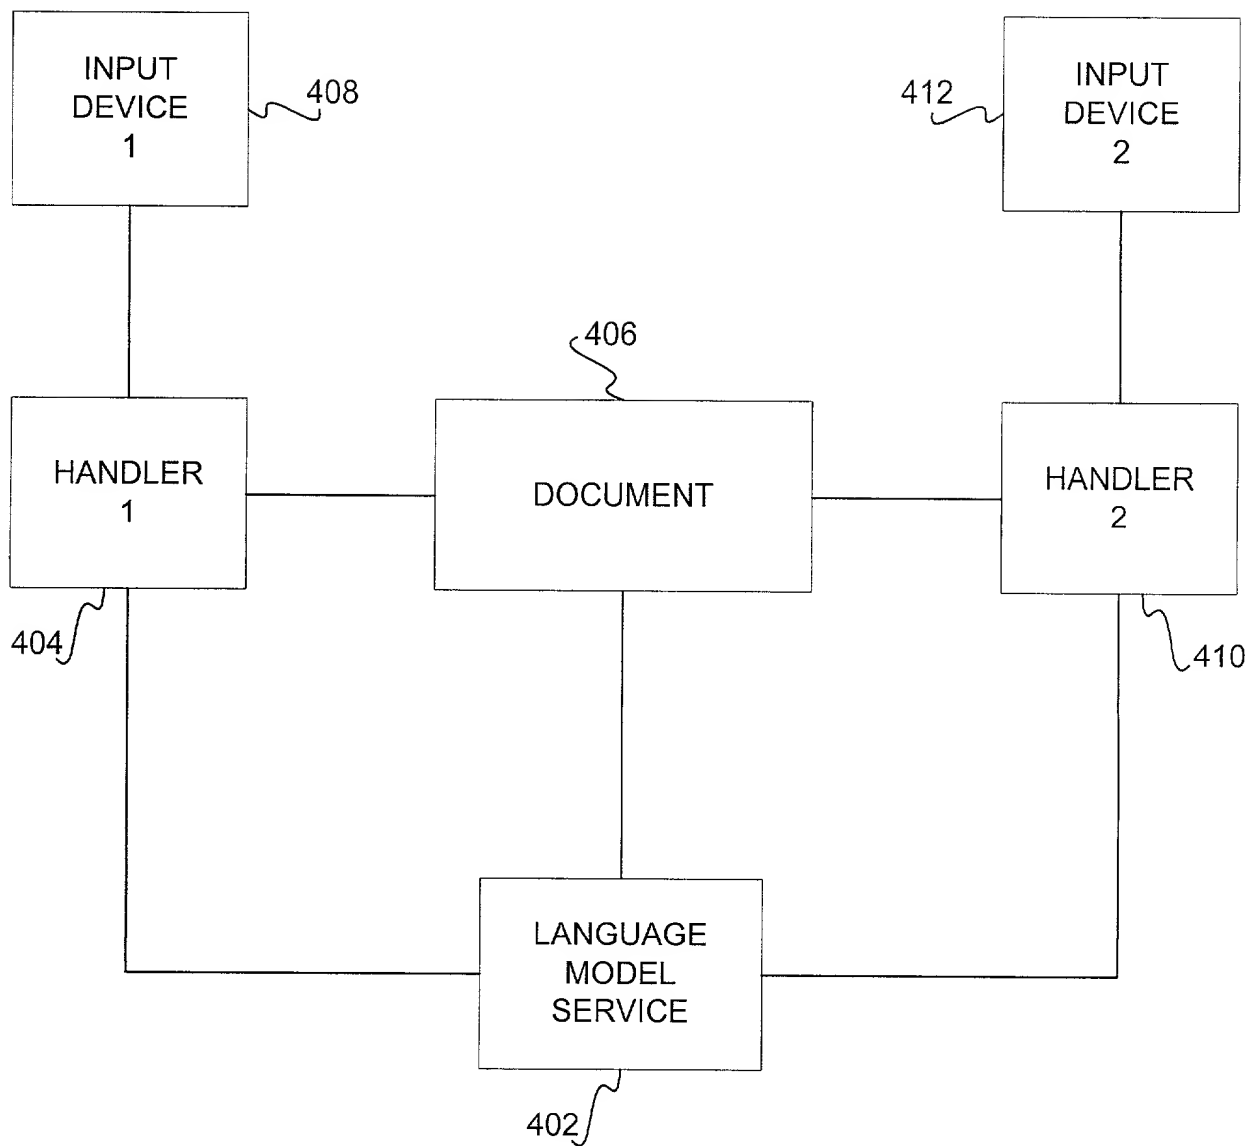 INPUT
DEVICE
1
408
INPUT
DEVICE
2
412
406
HANDLER
1
DOCUMENT
HANDLER
2
404
410
LANGUAGE
MODEL
SERVICE
402